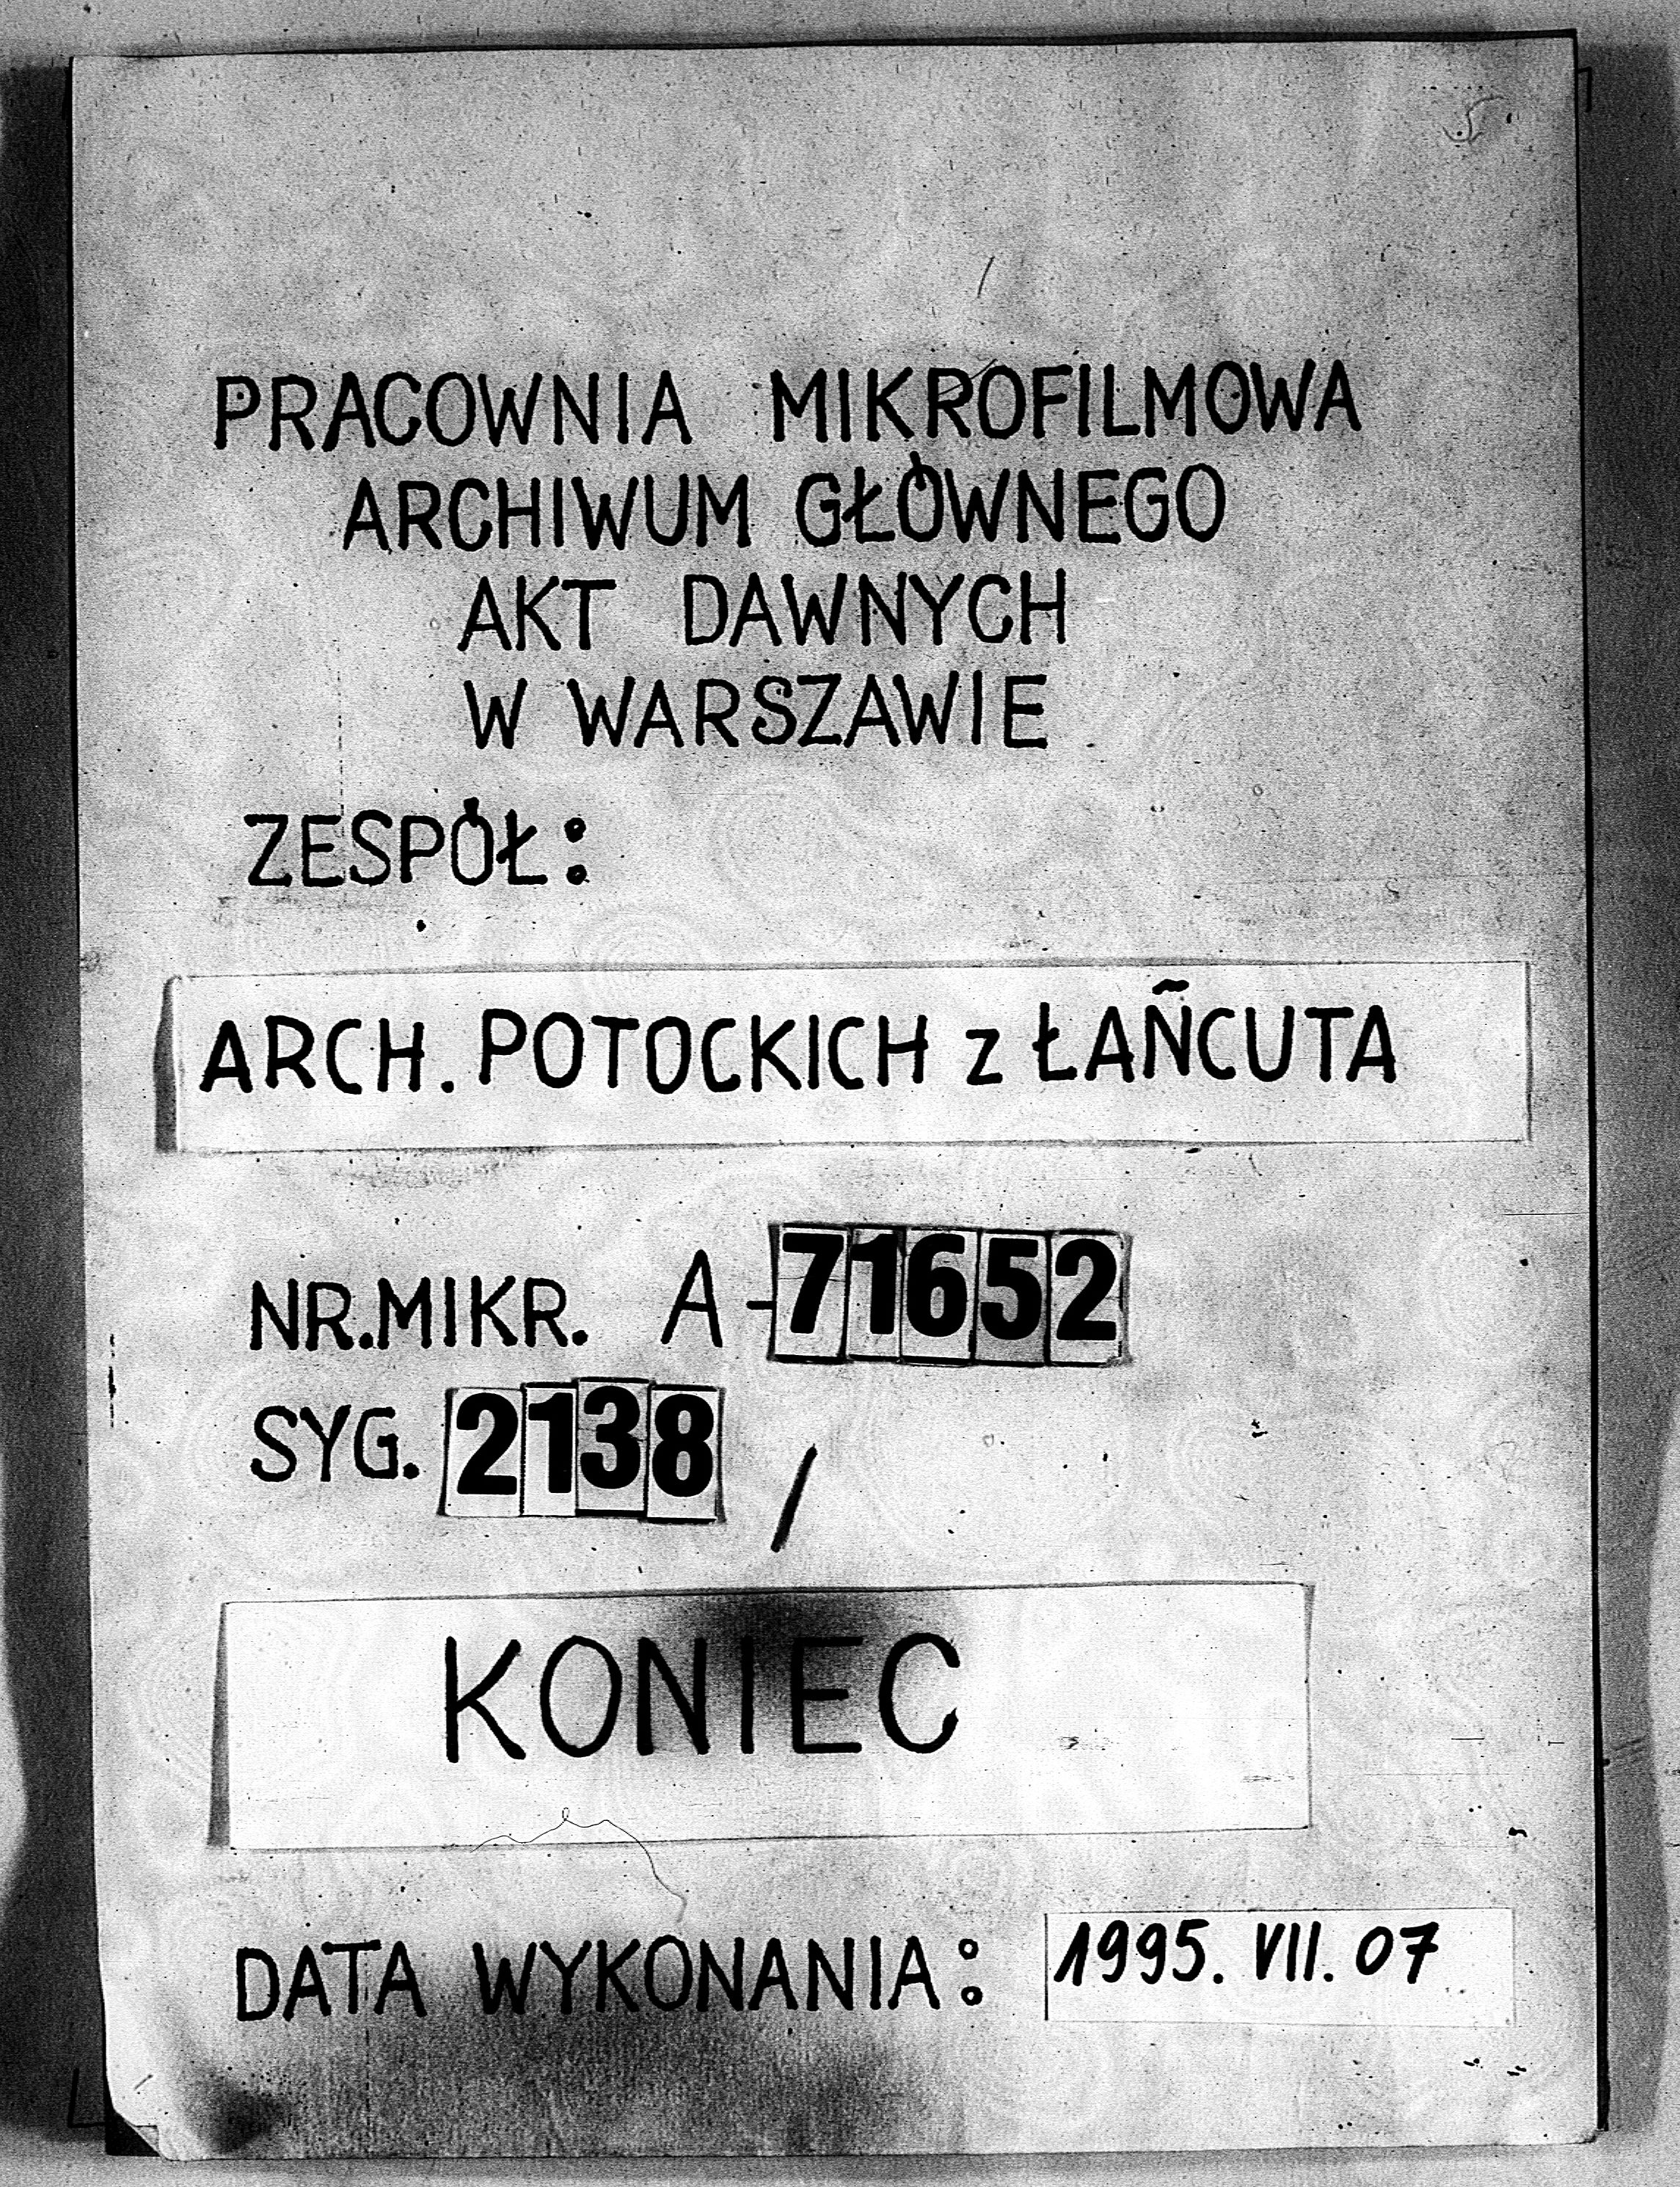 PRACOWNIA MIKROFILMOWA
ARCHIWUM GŁÓWNEGO
AKT DAWNYCH
W WARSZAWIE
ZESPÓŁ:
ARCH. POTOCKICH z ŁAŃCUTA
NR.MIKR. A-71652
SYG. 2138 /
KONIEC
DATA WYKONANIA: 1995. VII. 07